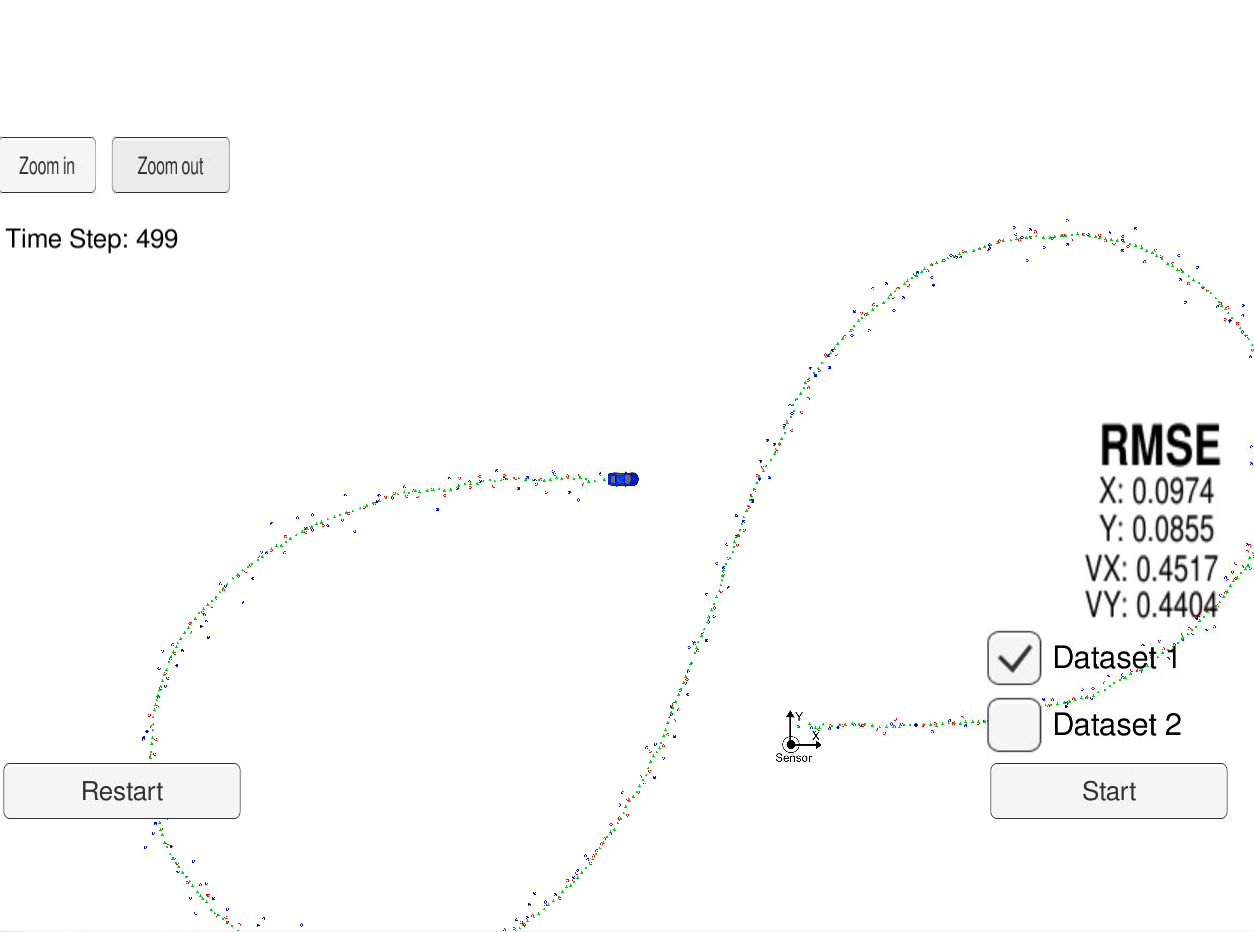 Zoom in
Zoom out
Time Step: 499
RMSE
X: 0.0974
Y: 0.0855
VX: 0.4517
VY: 0.4404
Dataset 1
Y
X
Sensor
Dataset 2
Restart
Start